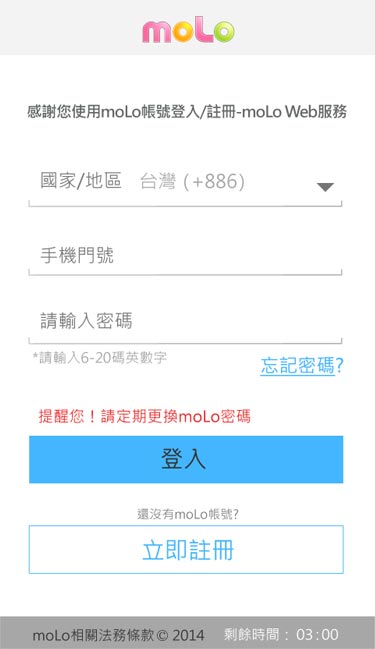 moLo
感謝您使用moLo帳號登入/註冊-moLo Web服務
國家/地區 台灣 (+886)
手機門號
請輸入密碼
*請輸入6-20碼英數字
忘記密碼?
提醒您！請定期更換moLo密碼
登入
還沒有moLo帳號?
立即註冊
moLo相關法務條款 © 2014 剩餘時間： 03:00